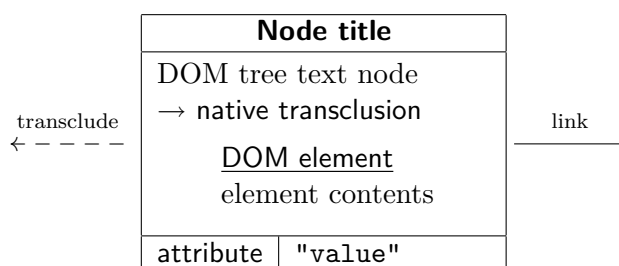 Node title
DOM tree text node
→ native transclusion
transclude
link
DOM element
element contents
attribute "value"